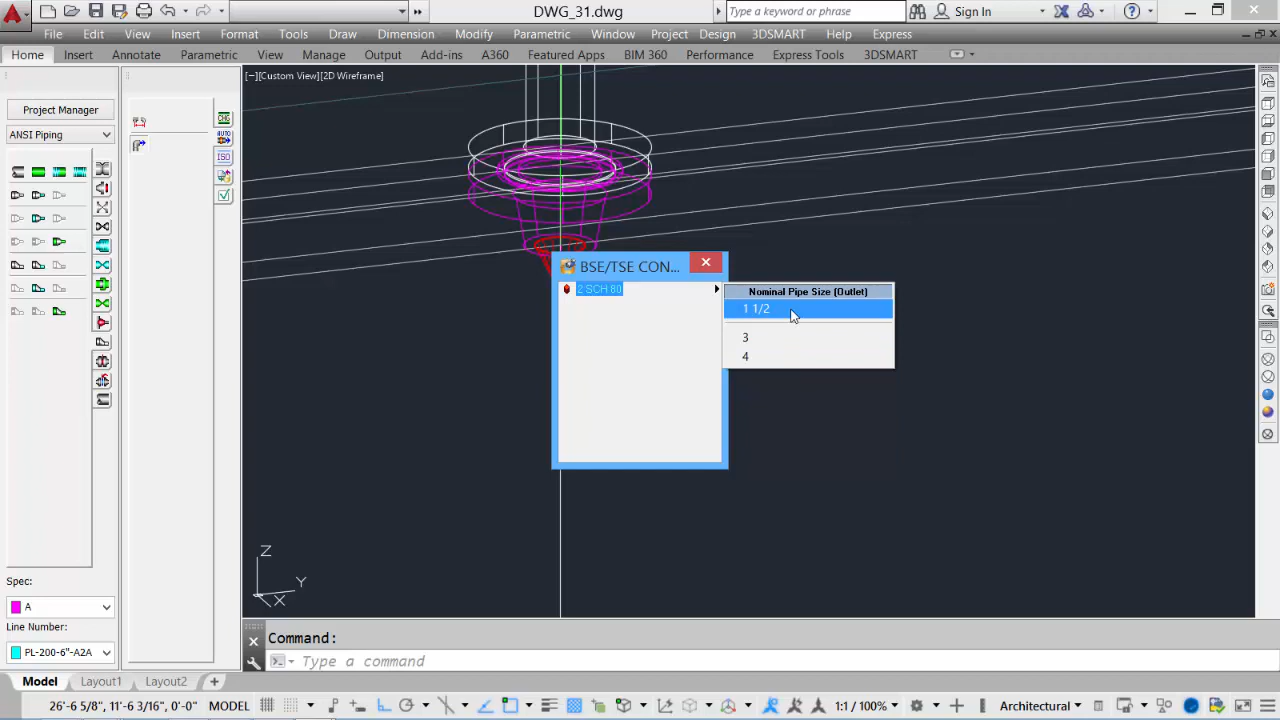 DWG_31.dwg
Type a keyword or phrase
Sign In
File Edit View Insert Format Tools Draw Dimension Modify Parametric Window Project Design 3DSMART Help Express
Home Insert Annotate Parametric View Manage Output Add-ins A360 Featured Apps BIM 360 Performance Express Tools 3DSMART
[−][Custom View][2D Wireframe]
Project Manager
ANSI Piping
CHG
AUTO
ISO
BSE/TSE CON...
2 SCH 80
Nominal Pipe Size (Outlet)
1 1/2
3
4
Z
Y
X
Spec:
A
Line Number:
PL-200-6"-A2A
Command:
Type a command
Model Layout1 Layout2
26'-6 5/8", 11'-6 3/16", 0'-0" MODEL
1:1 / 100%
Architectural